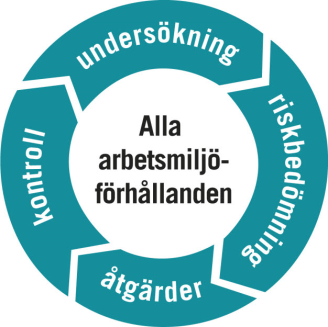 undersökning
riskbedömning
åtgärder
kontroll
Alla
arbetsmiljö-
förhållanden